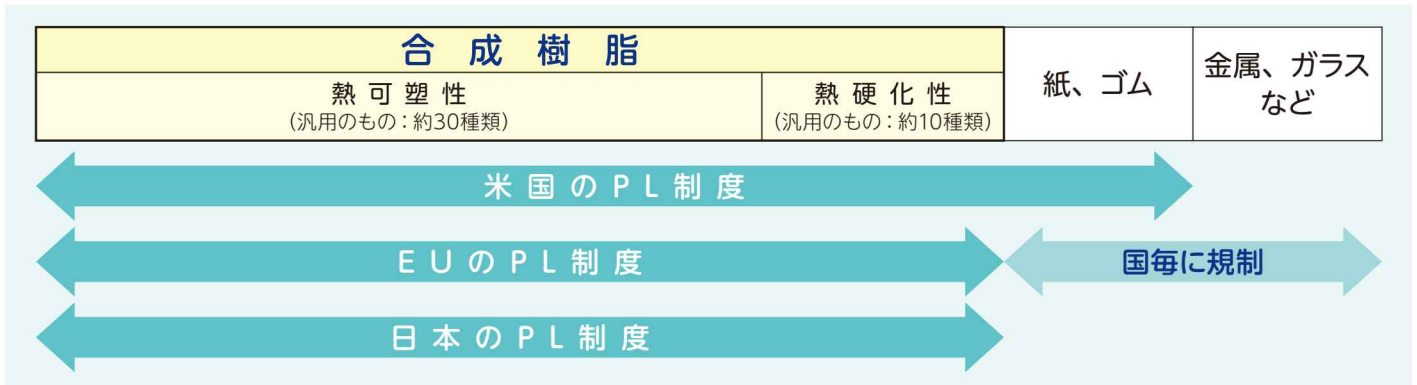 合成樹脂
熱可塑性
(汎用のもの：約30種類)
熱硬化性
(汎用のもの：約10種類)
紙、ゴム
金属、ガラス
など
米国のPL制度
EUのPL制度
国毎に規制
日本のPL制度